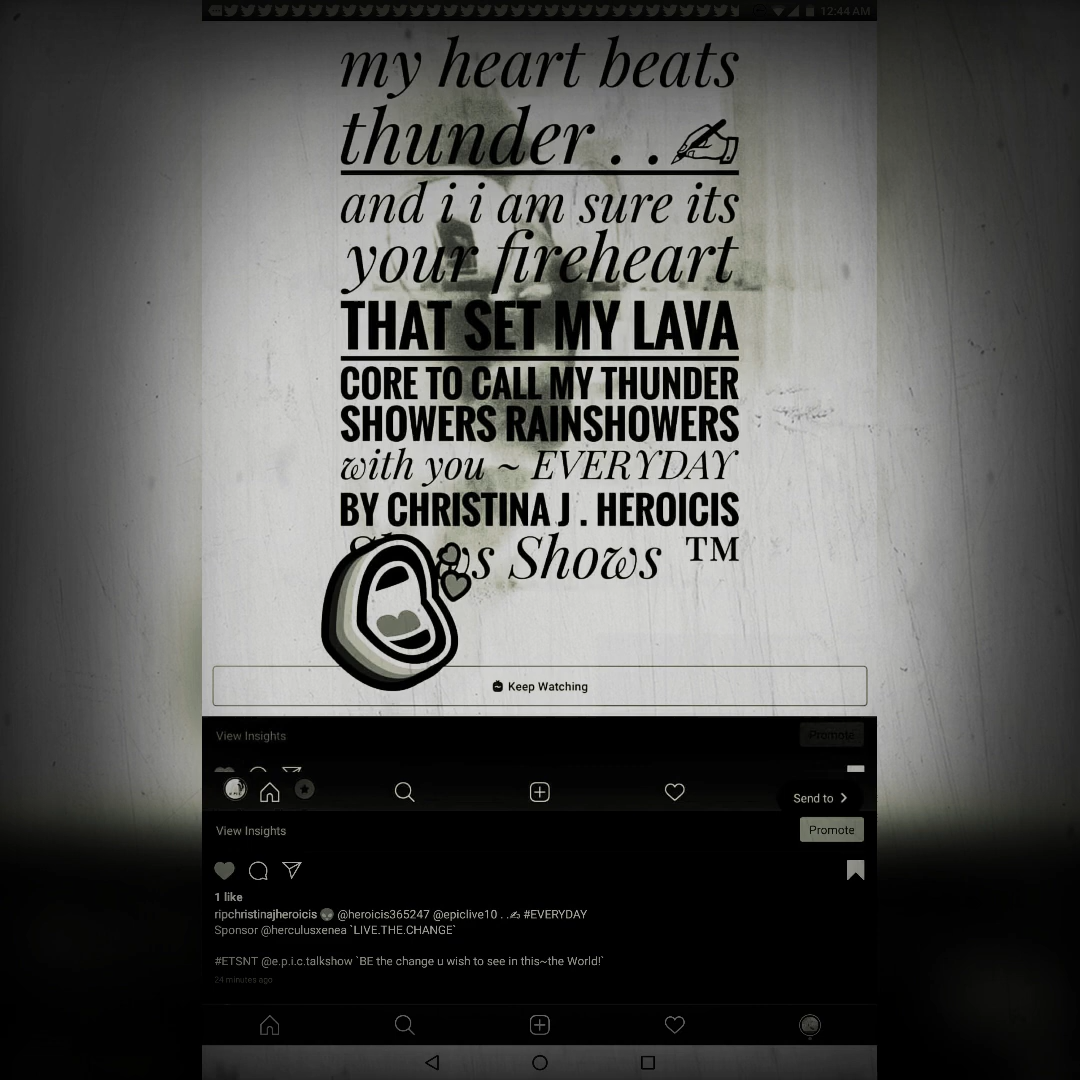 12:44 AM
my heart beats
thunder . . ✍
and i i am sure its
your fireheart
THAT SET MY LAVA
CORE TO CALL MY THUNDER
SHOWERS RAINSHOWERS
with you ~ EVERYDAY
BY CHRISTINA J . HEROICIS
Shows ™
Keep Watching
View Insights
Promote
Send to
View Insights
Promote
1 like
ripchristinajheroicis 👽 @heroicis365247 @epiclive10 . .✍ #EVERYDAY
Sponsor @herculusxenea `LIVE.THE.CHANGE`
#ETSNT @e.p.i.c.talkshow `BE the change u wish to see in this~the World!`
24 minutes ago